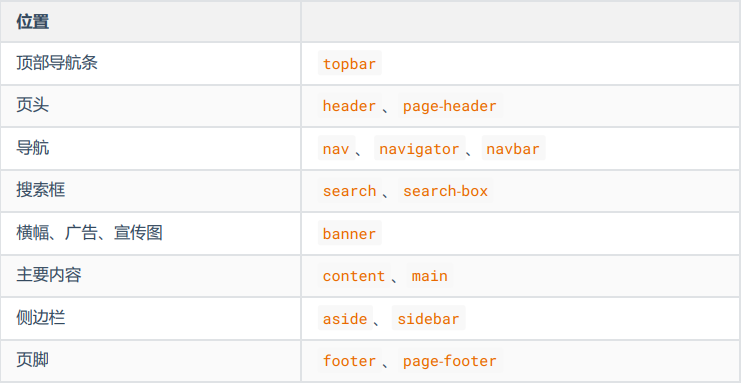 位置
顶部导航条 topbar
页头 header 、 page-header
导航 nav 、 navigator 、 navbar
搜索框 search 、 search-box
横幅、广告、宣传图 banner
主要内容 content 、 main
侧边栏 aside 、 sidebar
页脚 footer 、 page-footer